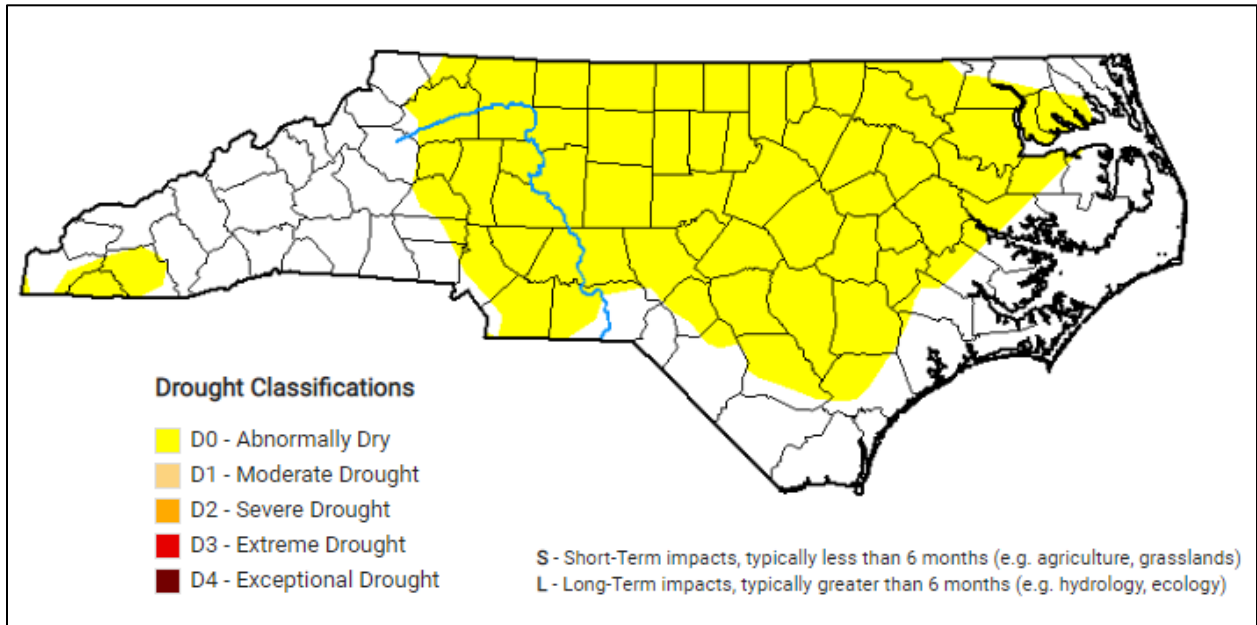 Drought Classifications
D0 - Abnormally Dry
D1 - Moderate Drought
D2 - Severe Drought
D3 - Extreme Drought
D4 - Exceptional Drought
S - Short-Term impacts, typically less than 6 months (e.g. agriculture, grasslands)
L - Long-Term impacts, typically greater than 6 months (e.g. hydrology, ecology)